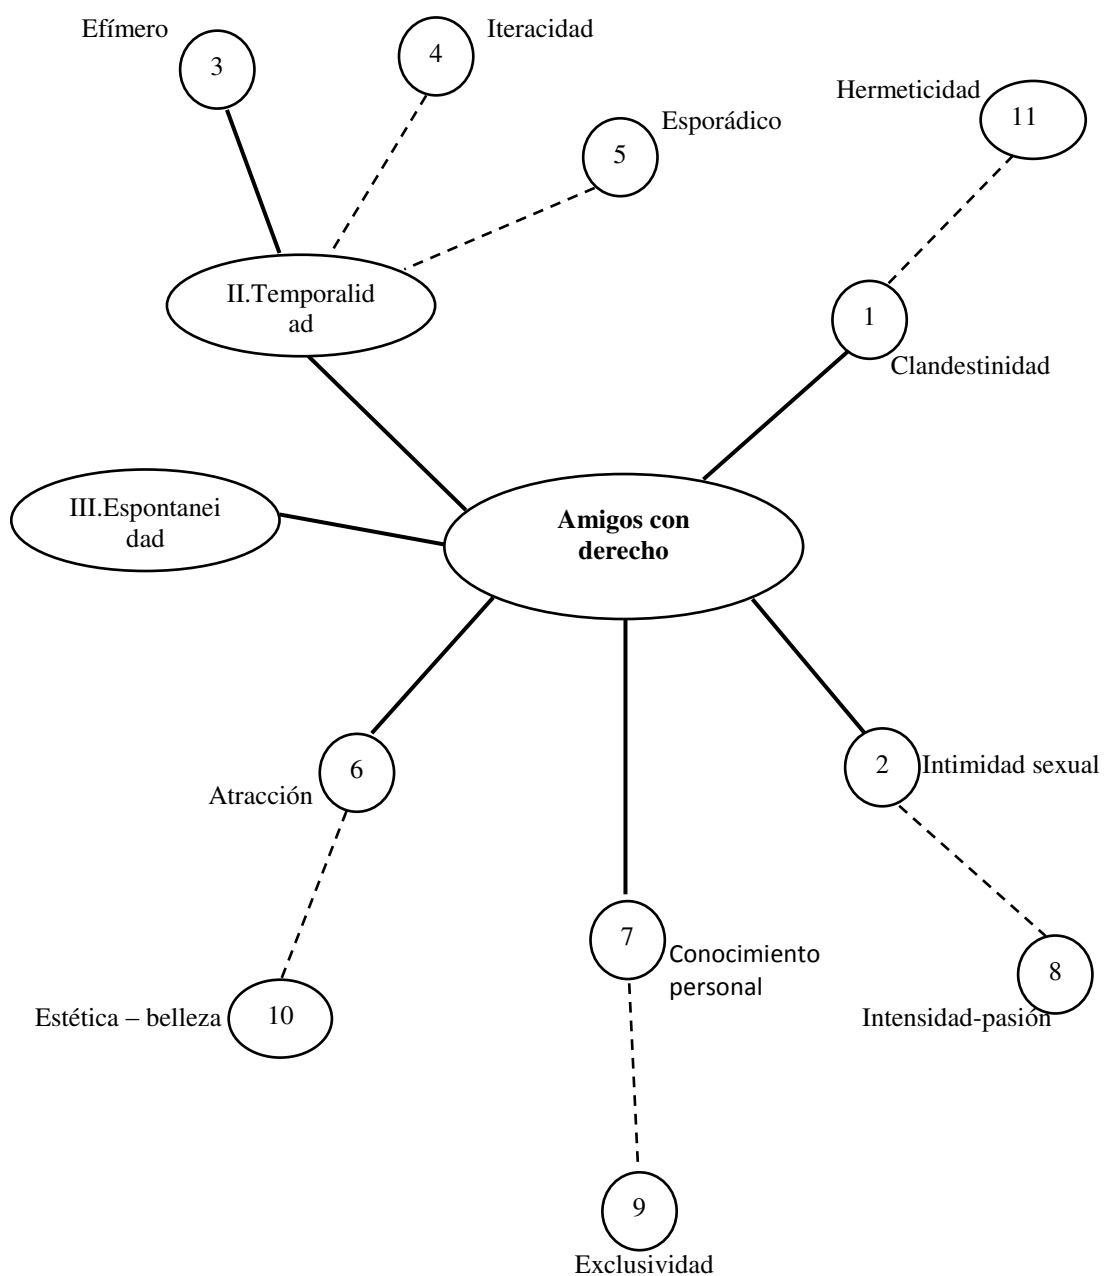 Efímero
3
4
Iteracidad
Hermeticidad
11
5
Esporádico
II.Temporalid
ad
1
Clandestinidad
III.Espontanei
dad
Amigos con
derecho
6
Atracción
2
Intimidad sexual
7
Conocimiento
personal
8
Intensidad-pasión
Estética – belleza
10
9
Exclusividad